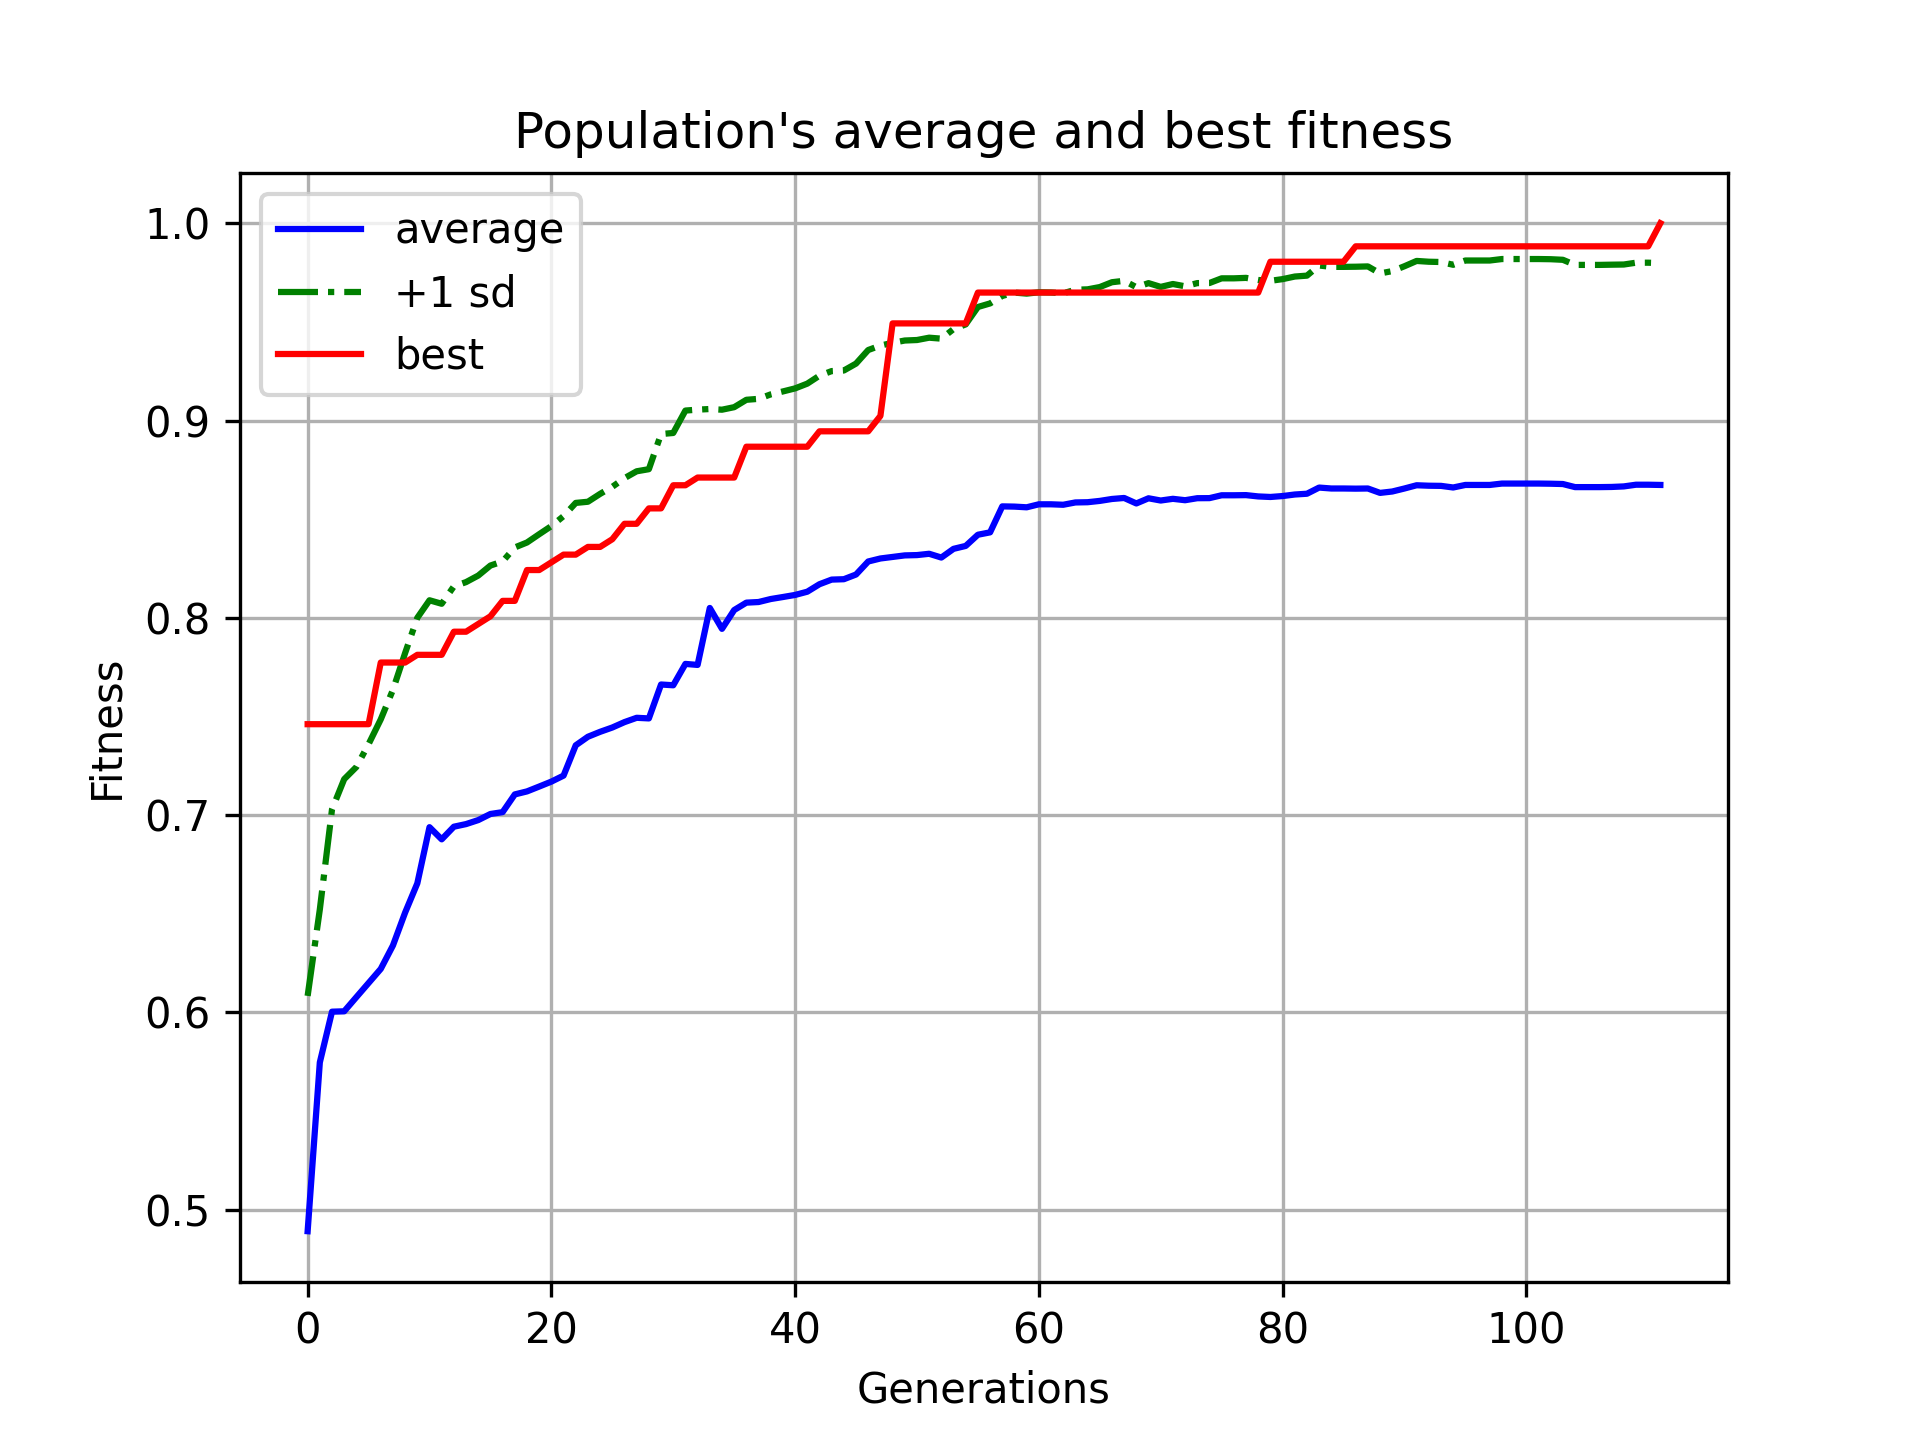 Population's average and best fitness
average
+1 sd
best
1.0
0.9
0.8
0.7
0.6
0.5
Fitness
0 20 40 60 80 100
Generations